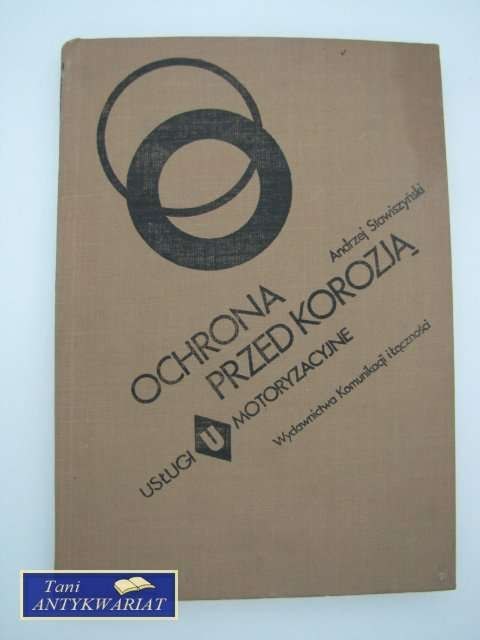 Andrzej Stawiszyński
OCHRONA
PRZED KOROZJĄ
USŁUGI U MOTORYZACYJNE
Wydawnictwa Komunikacji i Łączności
Tani
ANTYKWARIAT